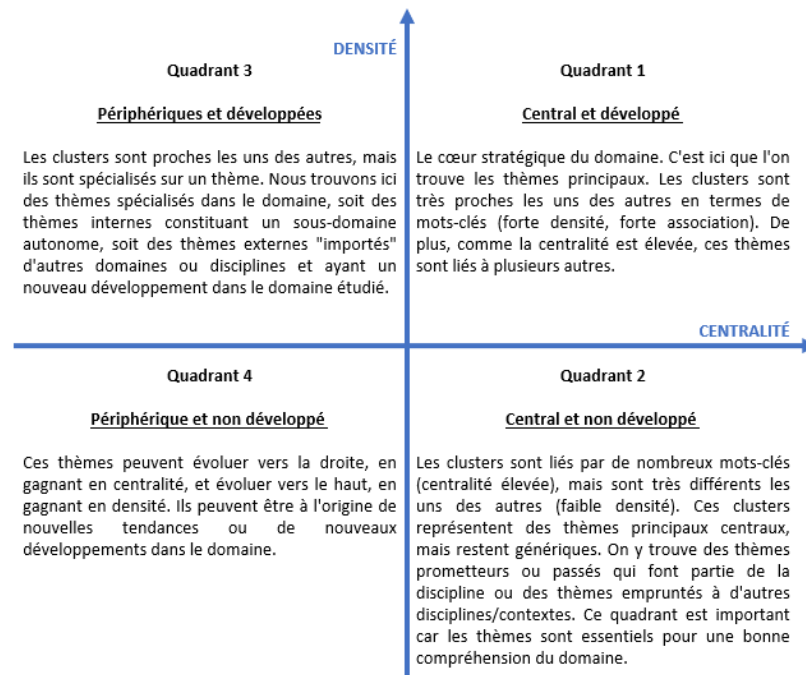 DENSITÉ
Quadrant 3
Périphériques et développées
Les clusters sont proches les uns des autres, mais
ils sont spécialisés sur un thème. Nous trouvons ici
des thèmes spécialisés dans le domaine, soit des
thèmes internes constituant un sous-domaine
autonome, soit des thèmes externes "importés"
d'autres domaines ou disciplines et ayant un
nouveau développement dans le domaine étudié.
Quadrant 1
Central et développé
Le cœur stratégique du domaine. C'est ici que l'on
trouve les thèmes principaux. Les clusters sont
très proches les uns des autres en termes de
mots-clés (forte densité, forte association). De
plus, comme la centralité est élevée, ces thèmes
sont liés à plusieurs autres.
CENTRALITÉ
Quadrant 4
Périphérique et non développé
Ces thèmes peuvent évoluer vers la droite, en
gagnant en centralité, et évoluer vers le haut, en
gagnant en densité. Ils peuvent être à l'origine de
nouvelles tendances ou de nouveaux
développements dans le domaine.
Quadrant 2
Central et non développé
Les clusters sont liés par de nombreux mots-clés
(centralité élevée), mais sont très différents les
uns des autres (faible densité). Ces clusters
représentent des thèmes principaux centraux,
mais restent génériques. On y trouve des thèmes
prometteurs ou passés qui font partie de la
discipline ou des thèmes empruntés à d'autres
disciplines/contextes. Ce quadrant est important
car les thèmes sont essentiels pour une bonne
compréhension du domaine.